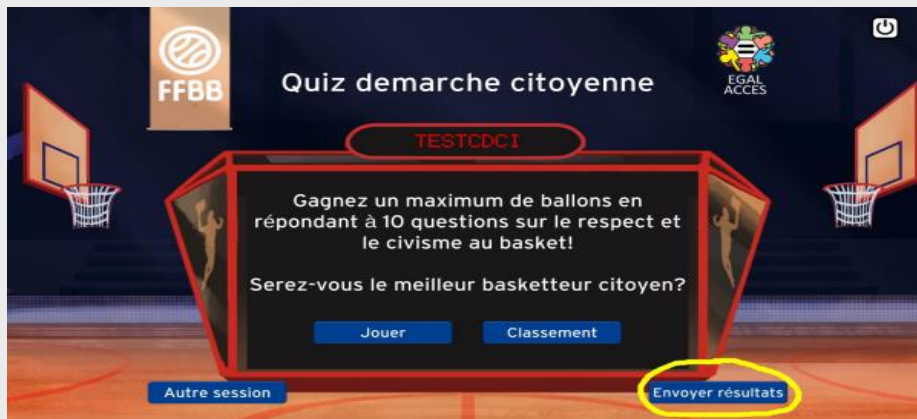 FFBB
Quiz demarche citoyenne
EGAL
ACCES
TESTCDCI
Gagnez un maximum de ballons en
répondant à 10 questions sur le respect et
le civisme au basket!
Serez-vous le meilleur basketteur citoyen?
Jouer
Classement
Autre session
Envoyer résultats